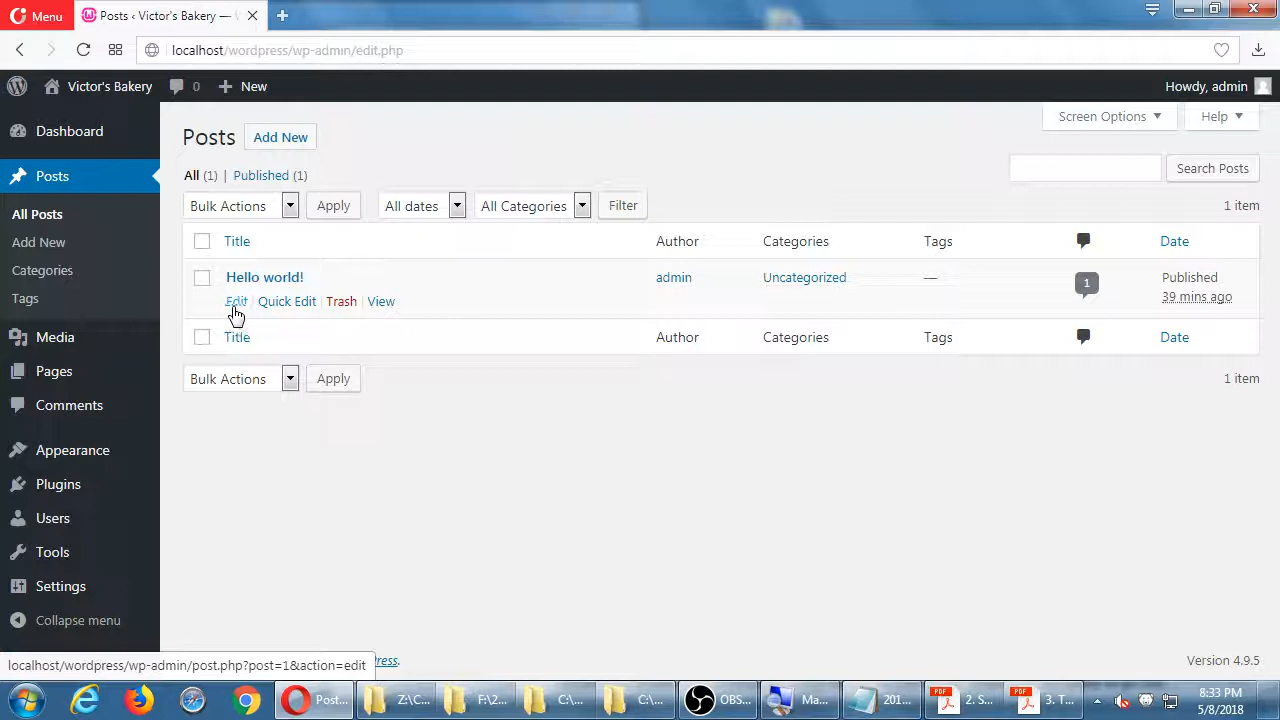 Menu Posts ‹ Victor's Bakery —
localhost/wordpress/wp-admin/edit.php
Victor's Bakery 0 New Howdy, admin
Screen Options Help
Dashboard
Posts Add New
Posts
All (1) | Published (1) Search Posts
All Posts
Bulk Actions Apply All dates All Categories Filter 1 item
Add New
Title Author Categories Tags Date
Categories
Hello world! admin Uncategorized — 1 Published
Tags
Edit | Quick Edit | Trash | View 39 mins ago
Media
Title Author Categories Tags Date
Pages
Bulk Actions Apply 1 item
Comments
Appearance
Plugins
Users
Tools
Settings
Collapse menu
localhost/wordpress/wp-admin/post.php?post=1&action=edit ress. Version 4.9.5
Post... Z:\C... F:\2... C:\... C:\... OBS... Ma... 201... PDF 2. S... PDF 3. T... 8:33 PM
5/8/2018